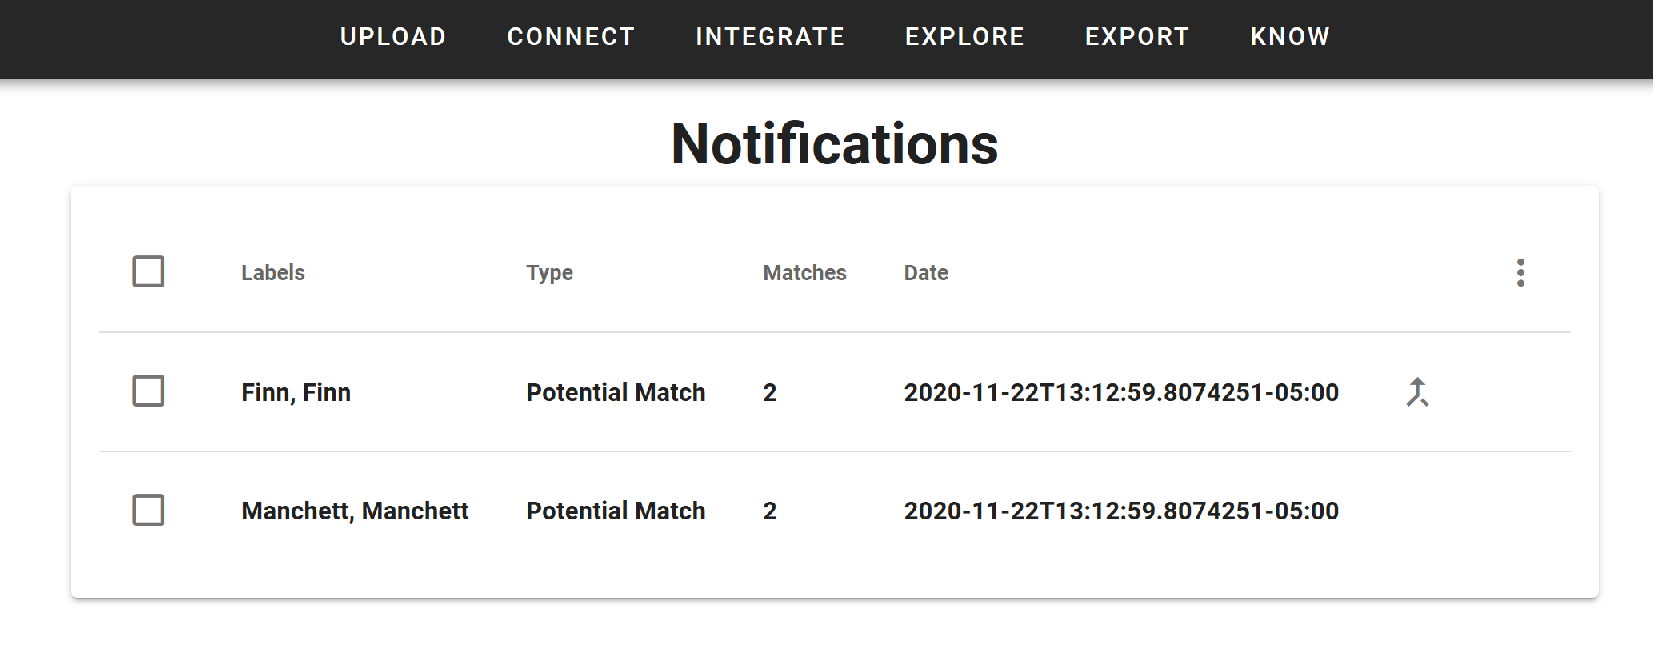 UPLOAD CONNECT INTEGRATE EXPLORE EXPORT KNOW
Notifications
Labels Type Matches Date
Finn, Finn Potential Match 2 2020-11-22T13:12:59.8074251-05:00
Manchett, Manchett Potential Match 2 2020-11-22T13:12:59.8074251-05:00